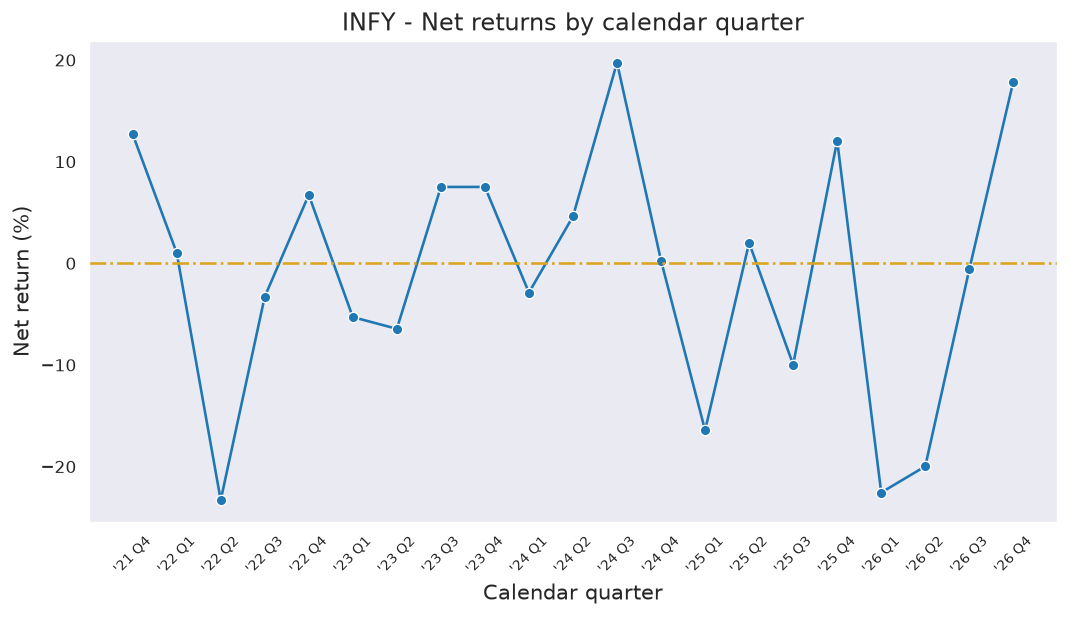 INFY - Net returns by calendar quarter
20
10
0
−10
−20
Net return (%)
'21 Q4
'22 Q1
'22 Q2
'22 Q3
'22 Q4
'23 Q1
'23 Q2
'23 Q3
'23 Q4
'24 Q1
'24 Q2
'24 Q3
'24 Q4
'25 Q1
'25 Q2
'25 Q3
'25 Q4
'26 Q1
'26 Q2
'26 Q3
'26 Q4
Calendar quarter